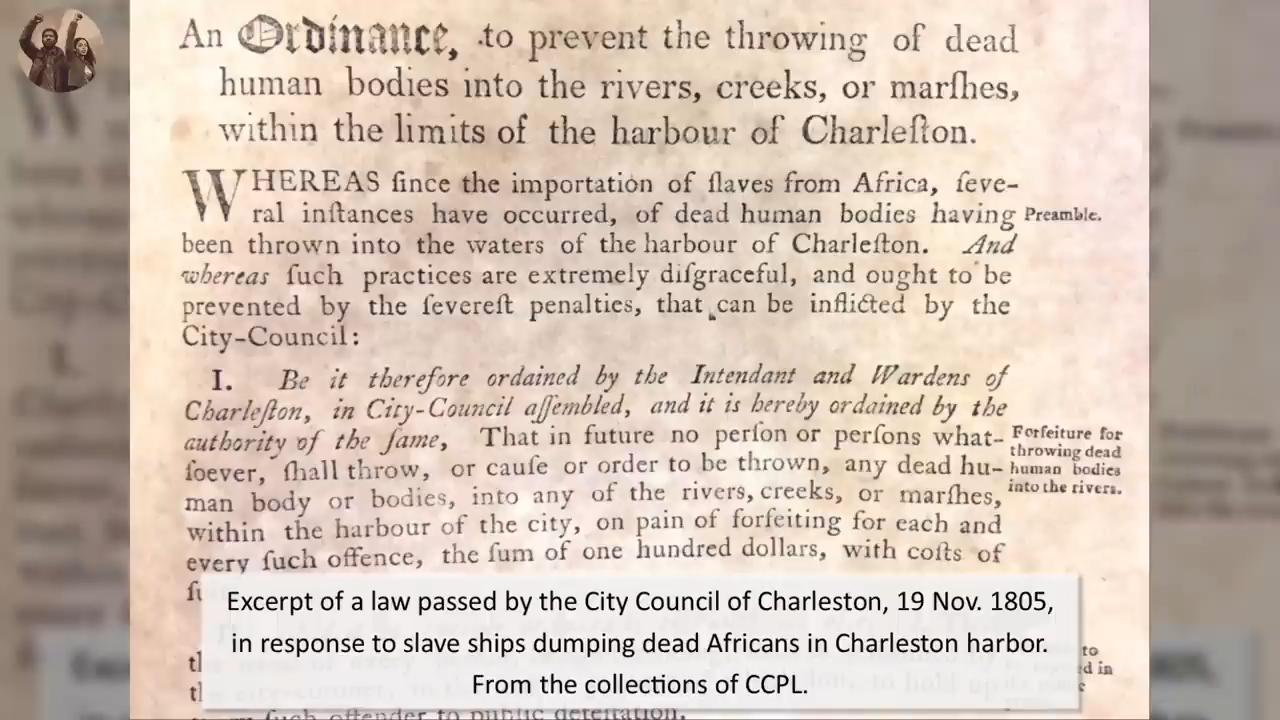 An Ordinance, to prevent the throwing of dead
human bodies into the rivers, creeks, or marſhes,
within the limits of the harbour of Charleſton.
WHEREAS ſince the importation of ſlaves from Africa, ſeve-
ral inſtances have occurred, of dead human bodies having
Preamble.
been thrown into the waters of the harbour of Charleſton. And
whereas ſuch practices are extremely diſgraceful, and ought to be
prevented by the ſevereſt penalties, that can be inflicted by the
City-Council:
I. Be it therefore ordained by the Intendant and Wardens of
Charleſton, in City-Council aſſembled, and it is hereby ordained by the
authority of the ſame, That in future no perſon or perſons what-
ſoever, ſhall throw, or cauſe or order to be thrown, any dead hu-
man body or bodies, into any of the rivers, creeks, or marſhes,
within the harbour of the city, on pain of forfeiting for each and
every ſuch offence, the ſum of one hundred dollars, with coſts of
Forfeiture for
throwing dead
human bodies
into the rivers.
Excerpt of a law passed by the City Council of Charleston, 19 Nov. 1805,
in response to slave ships dumping dead Africans in Charleston harbor.
From the collections of CCPL.
to
d in
ſuch offender to public deteſtation.